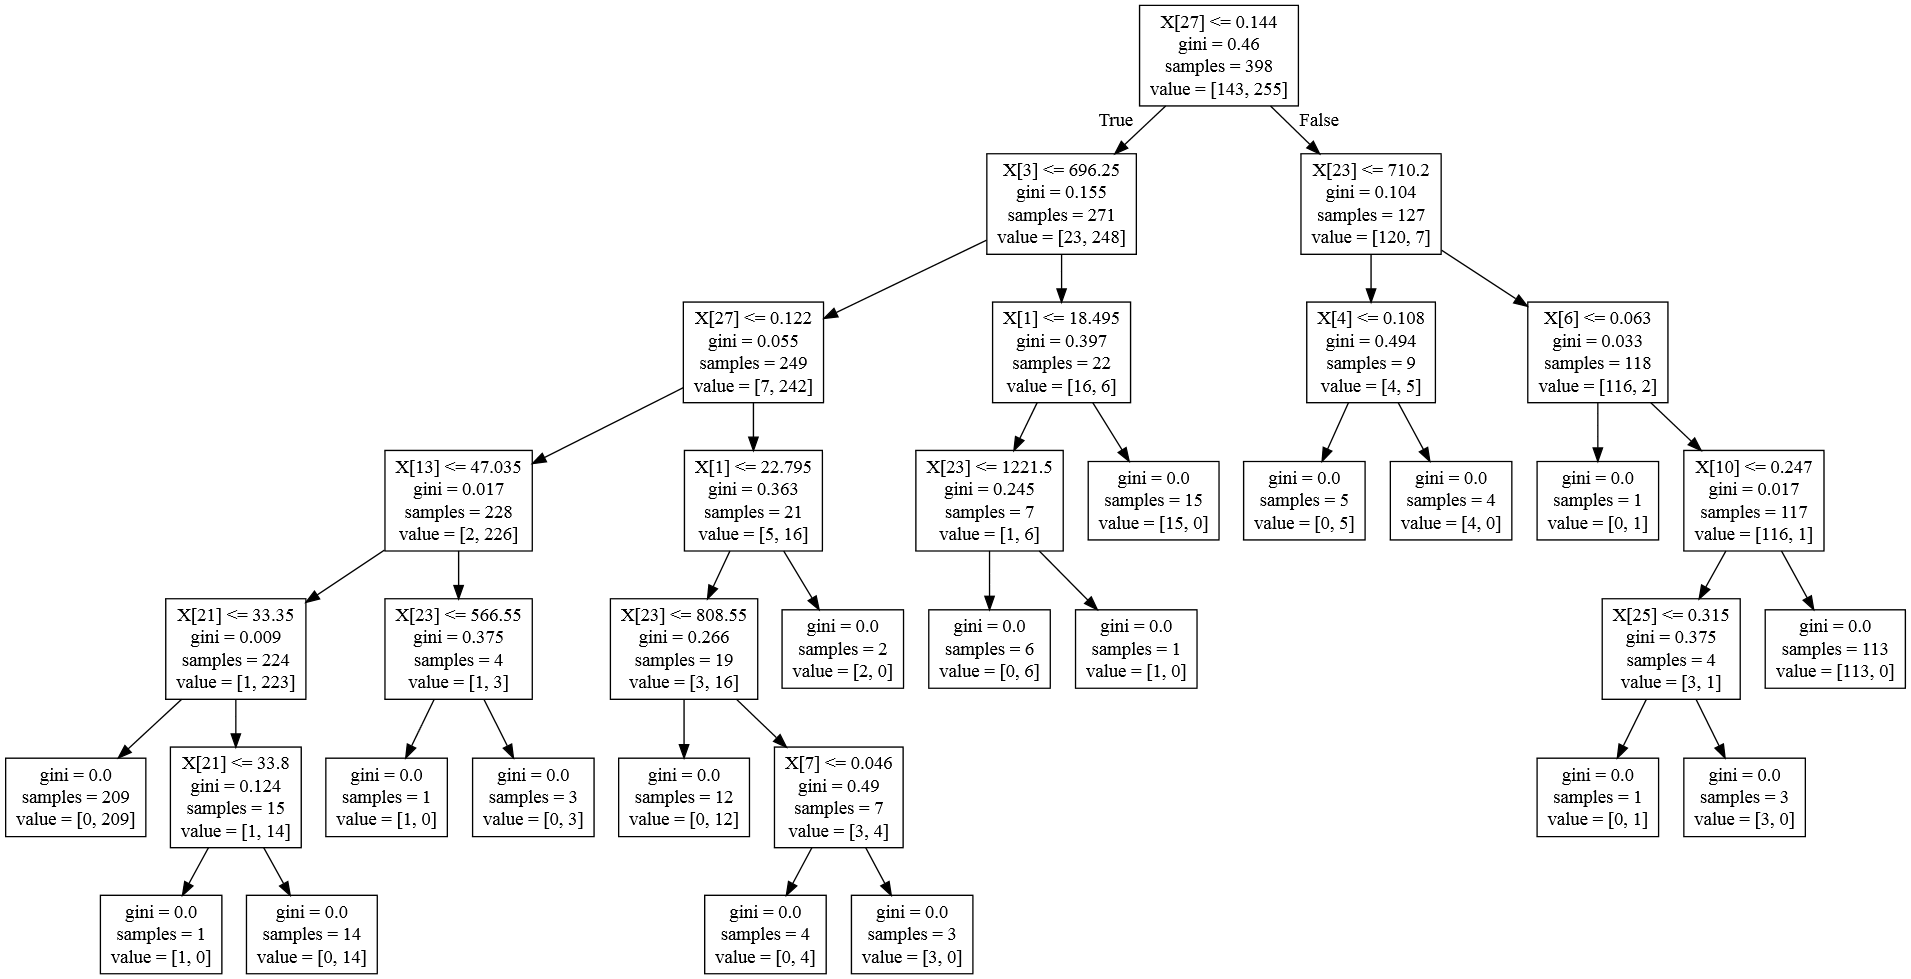 X[27] <= 0.144
gini = 0.46
samples = 398
value = [143, 255]
True
False
X[3] <= 696.25
gini = 0.155
samples = 271
value = [23, 248]
X[23] <= 710.2
gini = 0.104
samples = 127
value = [120, 7]
X[27] <= 0.122
gini = 0.055
samples = 249
value = [7, 242]
X[1] <= 18.495
gini = 0.397
samples = 22
value = [16, 6]
X[4] <= 0.108
gini = 0.494
samples = 9
value = [4, 5]
X[6] <= 0.063
gini = 0.033
samples = 118
value = [116, 2]
X[13] <= 47.035
gini = 0.017
samples = 228
value = [2, 226]
X[1] <= 22.795
gini = 0.363
samples = 21
value = [5, 16]
X[23] <= 1221.5
gini = 0.245
samples = 7
value = [1, 6]
gini = 0.0
samples = 15
value = [15, 0]
gini = 0.0
samples = 5
value = [0, 5]
gini = 0.0
samples = 4
value = [4, 0]
gini = 0.0
samples = 1
value = [0, 1]
X[10] <= 0.247
gini = 0.017
samples = 117
value = [116, 1]
X[21] <= 33.35
gini = 0.009
samples = 224
value = [1, 223]
X[23] <= 566.55
gini = 0.375
samples = 4
value = [1, 3]
X[23] <= 808.55
gini = 0.266
samples = 19
value = [3, 16]
gini = 0.0
samples = 2
value = [2, 0]
gini = 0.0
samples = 6
value = [0, 6]
gini = 0.0
samples = 1
value = [1, 0]
X[25] <= 0.315
gini = 0.375
samples = 4
value = [3, 1]
gini = 0.0
samples = 113
value = [113, 0]
gini = 0.0
samples = 209
value = [0, 209]
X[21] <= 33.8
gini = 0.124
samples = 15
value = [1, 14]
gini = 0.0
samples = 1
value = [1, 0]
gini = 0.0
samples = 3
value = [0, 3]
gini = 0.0
samples = 12
value = [0, 12]
X[7] <= 0.046
gini = 0.49
samples = 7
value = [3, 4]
gini = 0.0
samples = 1
value = [0, 1]
gini = 0.0
samples = 3
value = [3, 0]
gini = 0.0
samples = 1
value = [1, 0]
gini = 0.0
samples = 14
value = [0, 14]
gini = 0.0
samples = 4
value = [0, 4]
gini = 0.0
samples = 3
value = [3, 0]